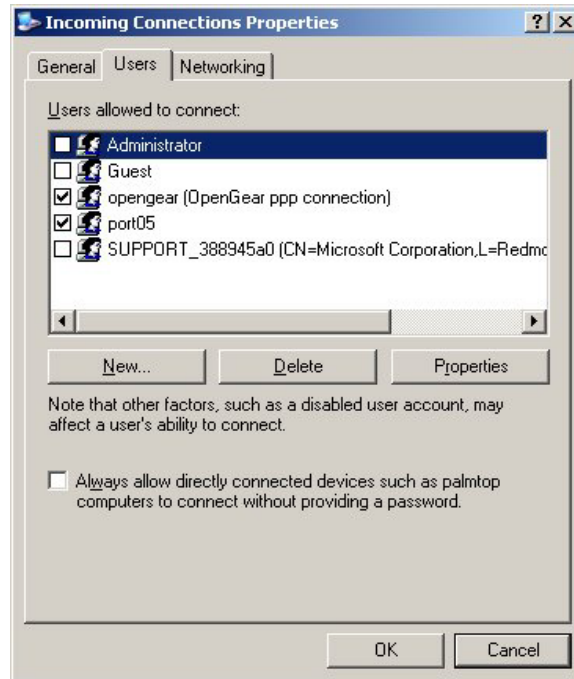 Incoming Connections Properties
General Users Networking
Users allowed to connect:
Administrator
Guest
opengear (OpenGear ppp connection)
port05
SUPPORT_388945a0 (CN=Microsoft Corporation,L=Redmo
New... Delete Properties
Note that other factors, such as a disabled user account, may
affect a user's ability to connect.
Always allow directly connected devices such as palmtop
computers to connect without providing a password.
OK Cancel